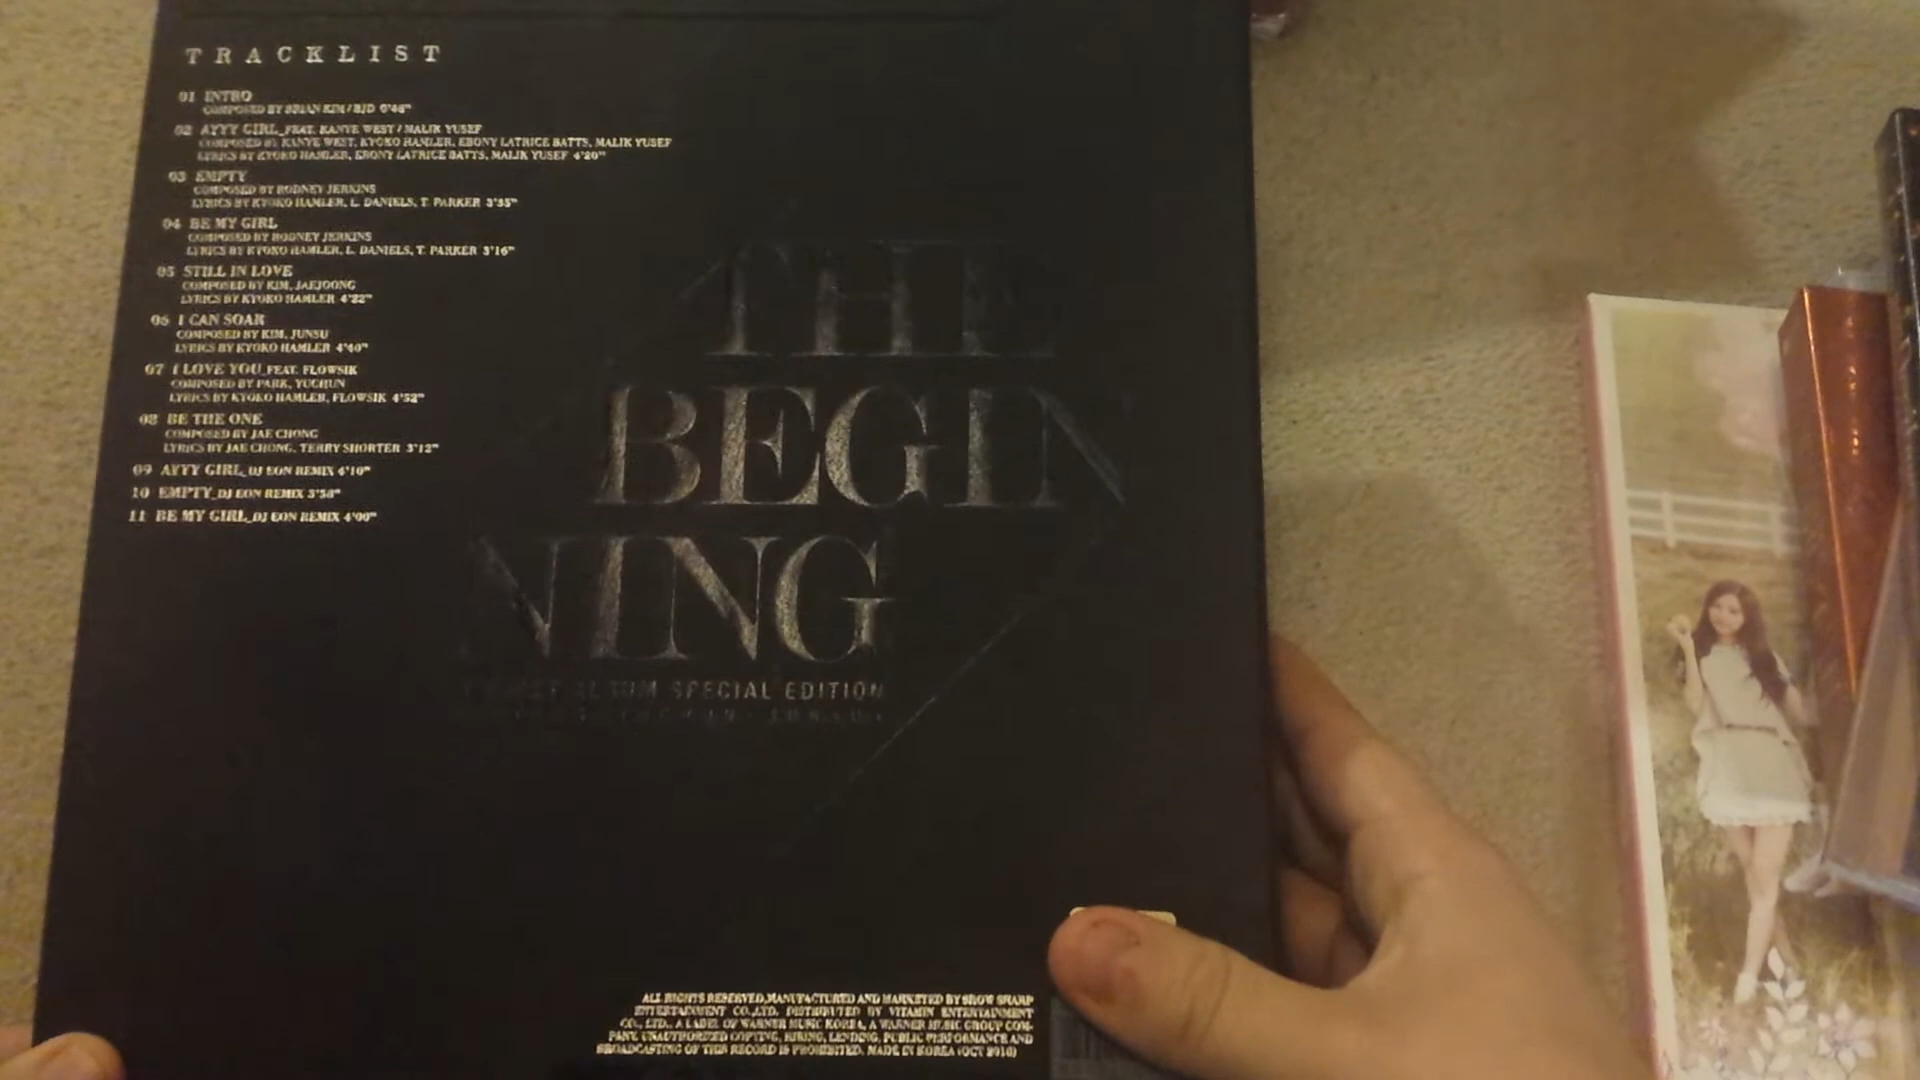 TRACKLIST
01 INTRO
COMPOSED BY BRIAN KIM / RJD 0'46"
02 AYYY GIRL_FEAT. KANYE WEST / MALIK YUSEF
COMPOSED BY KANYE WEST, KYOKO HAMLER, EBONY LATRICE BATTS, MALIK YUSEF
LYRICS BY KYOKO HAMLER, EBONY LATRICE BATTS, MALIK YUSEF 4'20"
03 EMPTY
COMPOSED BY RODNEY JERKINS
LYRICS BY KYOKO HAMLER, L. DANIELS, T. PARKER 3'35"
04 BE MY GIRL
COMPOSED BY RODNEY JERKINS
LYRICS BY KYOKO HAMLER, L. DANIELS, T. PARKER 3'16"
05 STILL IN LOVE
COMPOSED BY KIM, JAEJOONG
LYRICS BY KYOKO HAMLER 4'22"
06 I CAN SOAR
COMPOSED BY KIM, JUNSU
LYRICS BY KYOKO HAMLER 4'40"
07 I LOVE YOU_FEAT. FLOWSIK
COMPOSED BY PARK, YUCHUN
LYRICS BY KYOKO HAMLER, FLOWSIK 4'52"
08 BE THE ONE
COMPOSED BY JAE CHONG
LYRICS BY JAE CHONG, TERRY SHORTER 3'12"
09 AYYY GIRL_DJ EON REMIX 4'10"
10 EMPTY_DJ EON REMIX 3'58"
11 BE MY GIRL_DJ EON REMIX 4'00"
THE
BEGIN
NING
ALBUM SPECIAL EDITION
ALL RIGHTS RESERVED,MANUFACTURED AND MARKETED BY SHOW SHARP
ENTERTAINMENT CO.,LTD. DISTRIBUTED BY VITAMIN ENTERTAINMENT
CO., LTD.. A LABEL OF WARNER MUSIC KOREA, A WARNER MUSIC GROUP COM-
PANY. UNAUTHORIZED COPYING, HIRING, LENDING, PUBLIC PERFORMANCE AND
BROADCASTING OF THIS RECORD IS PROHIBITED. MADE IN KOREA (OCT 2010)